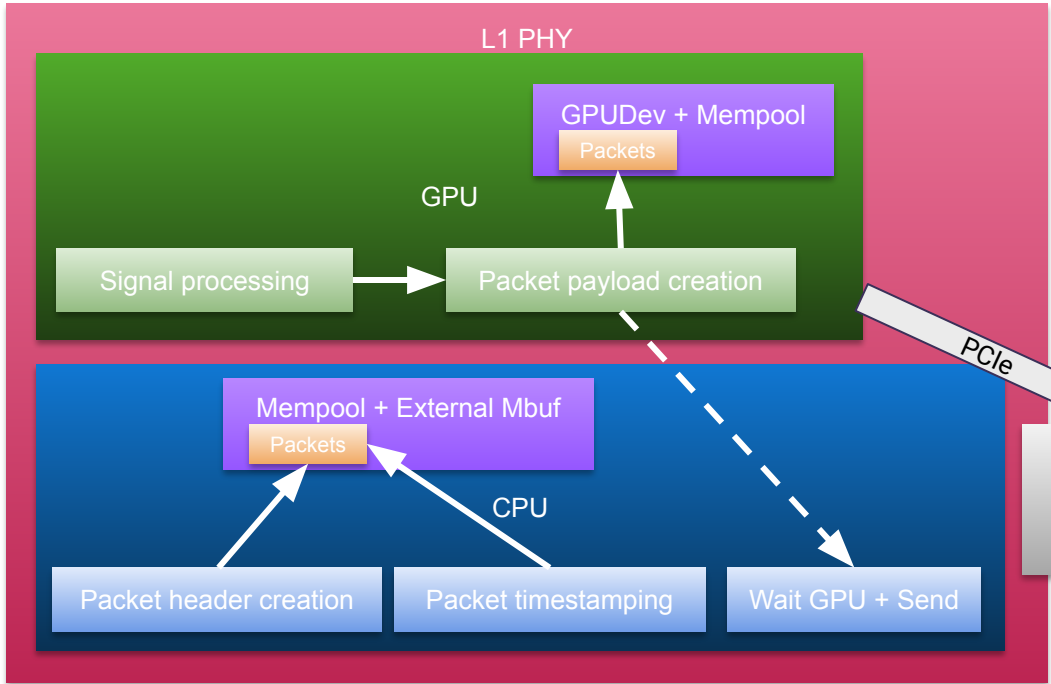 L1 PHY
GPUDev + Mempool
Packets
GPU
Signal processing
Packet payload creation
PCIe
Mempool + External Mbuf
Packets
CPU
Packet header creation
Packet timestamping
Wait GPU + Send